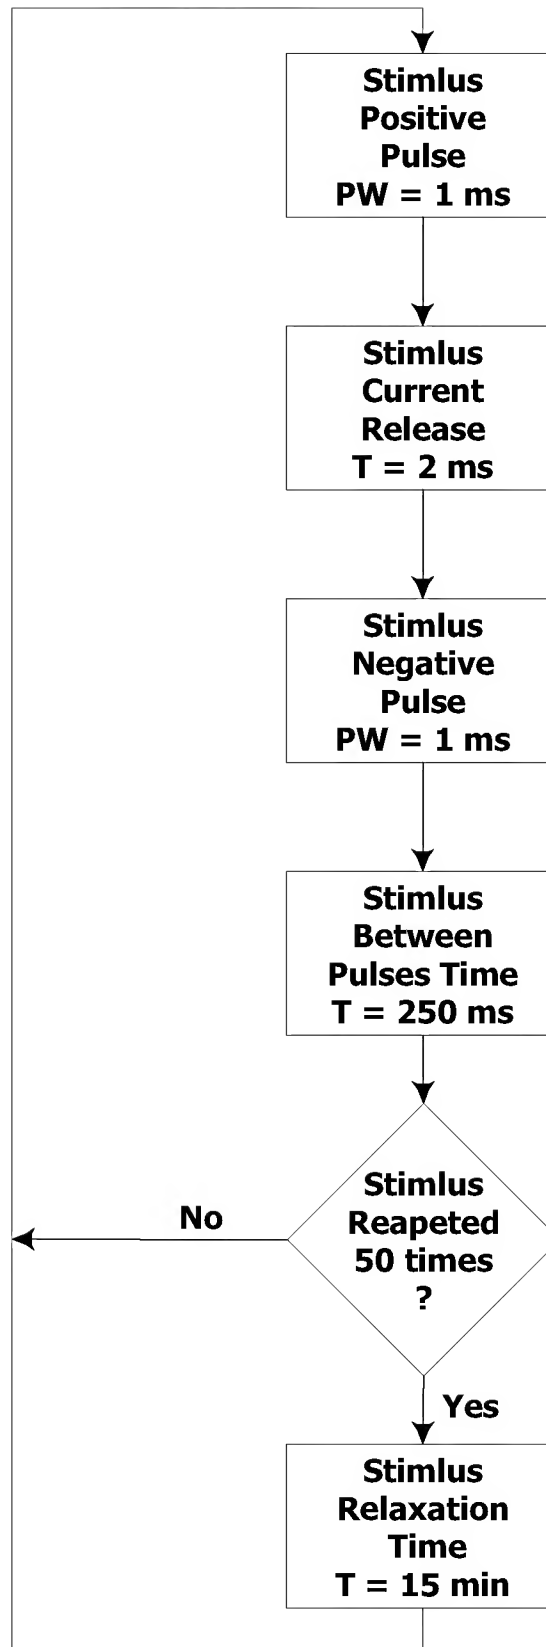 Stimlus
Positive
Pulse
PW = 1 ms
Stimlus
Current
Release
T = 2 ms
Stimlus
Negative
Pulse
PW = 1 ms
Stimlus
Between
Pulses Time
T = 250 ms
Stimlus
Reapeted
50 times
?
No
Yes
Stimlus
Relaxation
Time
T = 15 min